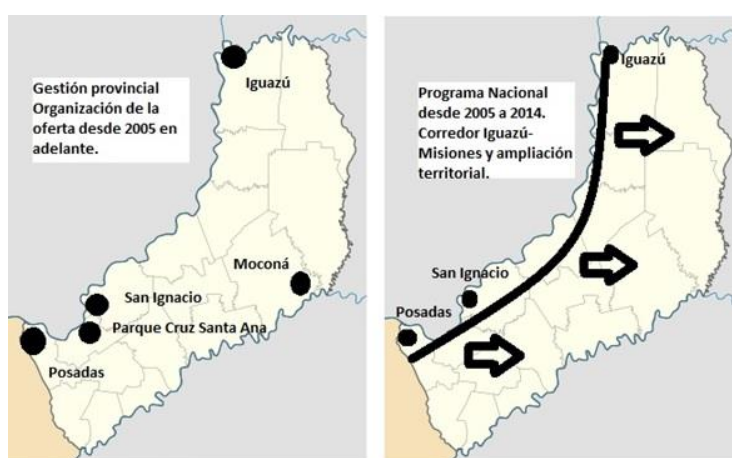 Gestión provincial
Organización de la
oferta desde 2005 en
adelante.
Iguazú
Moconá
San Ignacio
Parque Cruz Santa Ana
Posadas
Programa Nacional
desde 2005 a 2014.
Corredor Iguazú-
Misiones y ampliación
territorial.
Iguazú
San Ignacio
Posadas